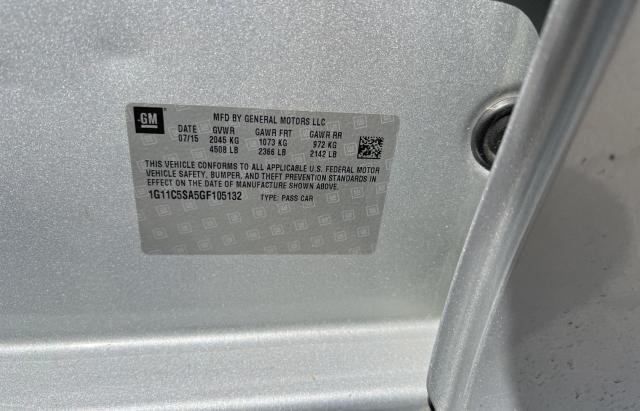 GM
MFD BY GENERAL MOTORS LLC
DATE GVWR GAWR FRT GAWR RR
07/15 2045 KG 1073 KG 972 KG
4508 LB 2366 LB 2142 LB
THIS VEHICLE CONFORMS TO ALL APPLICABLE U.S. FEDERAL MOTOR
VEHICLE SAFETY, BUMPER, AND THEFT PREVENTION STANDARDS IN
EFFECT ON THE DATE OF MANUFACTURE SHOWN ABOVE.
1G11C5SA5GF105132 TYPE: PASS CAR